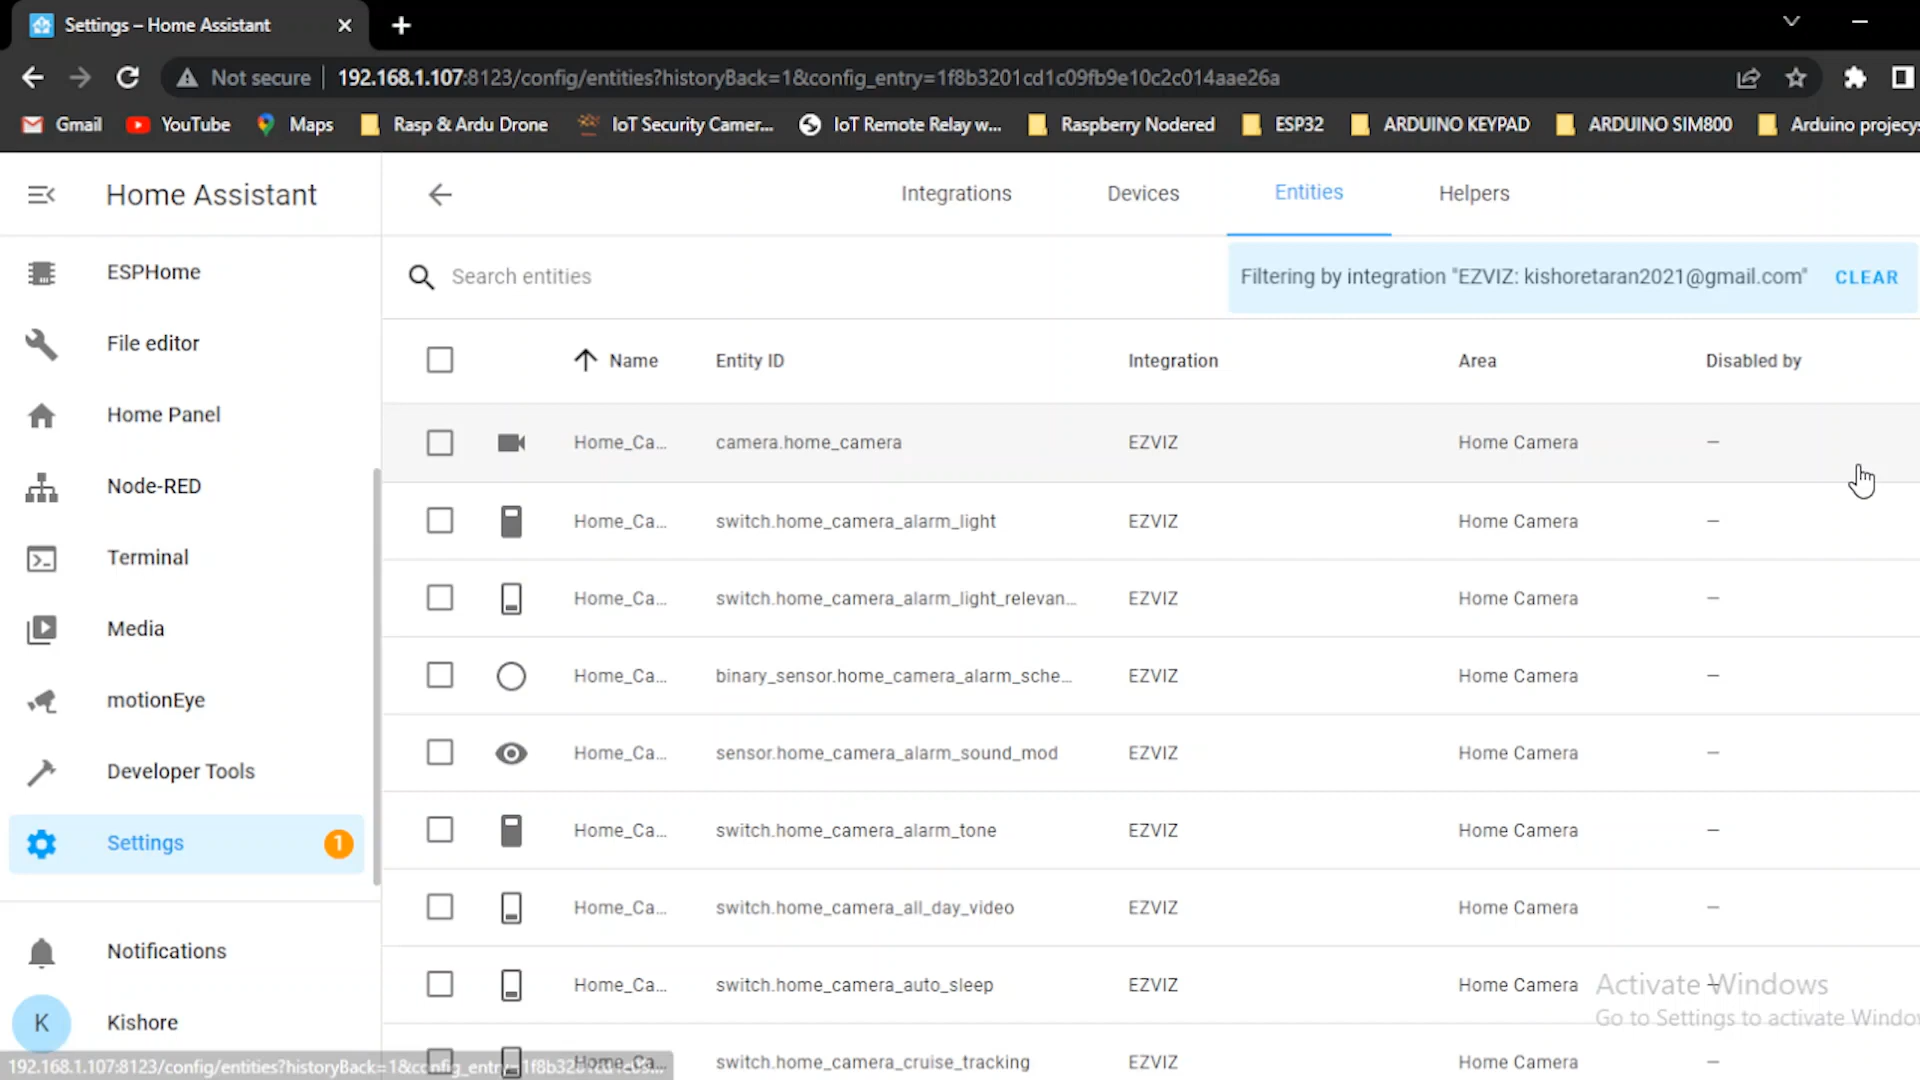 Settings – Home Assistant
Not secure 192.168.1.107:8123/config/entities?historyBack=1&config_entry=1f8b3201cd1c09fb9e10c2c014aae26a
Gmail YouTube Maps Rasp & Ardu Drone IoT Security Camer... IoT Remote Relay w... Raspberry Nodered ESP32 ARDUINO KEYPAD ARDUINO SIM800 Arduino projecys
Home Assistant
ESPHome
File editor
Home Panel
Node-RED
Terminal
Media
motionEye
Developer Tools
Settings 1
Notifications
K Kishore
Integrations Devices Entities Helpers
Search entities
Filtering by integration "EZVIZ: kishoretaran2021@gmail.com" CLEAR
Name Entity ID Integration Area Disabled by
Home_Ca... camera.home_camera EZVIZ Home Camera –
Home_Ca... switch.home_camera_alarm_light EZVIZ Home Camera –
Home_Ca... switch.home_camera_alarm_light_relevan... EZVIZ Home Camera –
Home_Ca... binary_sensor.home_camera_alarm_sche... EZVIZ Home Camera –
Home_Ca... sensor.home_camera_alarm_sound_mod EZVIZ Home Camera –
Home_Ca... switch.home_camera_alarm_tone EZVIZ Home Camera –
Home_Ca... switch.home_camera_all_day_video EZVIZ Home Camera –
Home_Ca... switch.home_camera_auto_sleep EZVIZ Home Camera –
Home_Ca... switch.home_camera_cruise_tracking EZVIZ Home Camera –
Activate Windows
Go to Settings to activate Windo